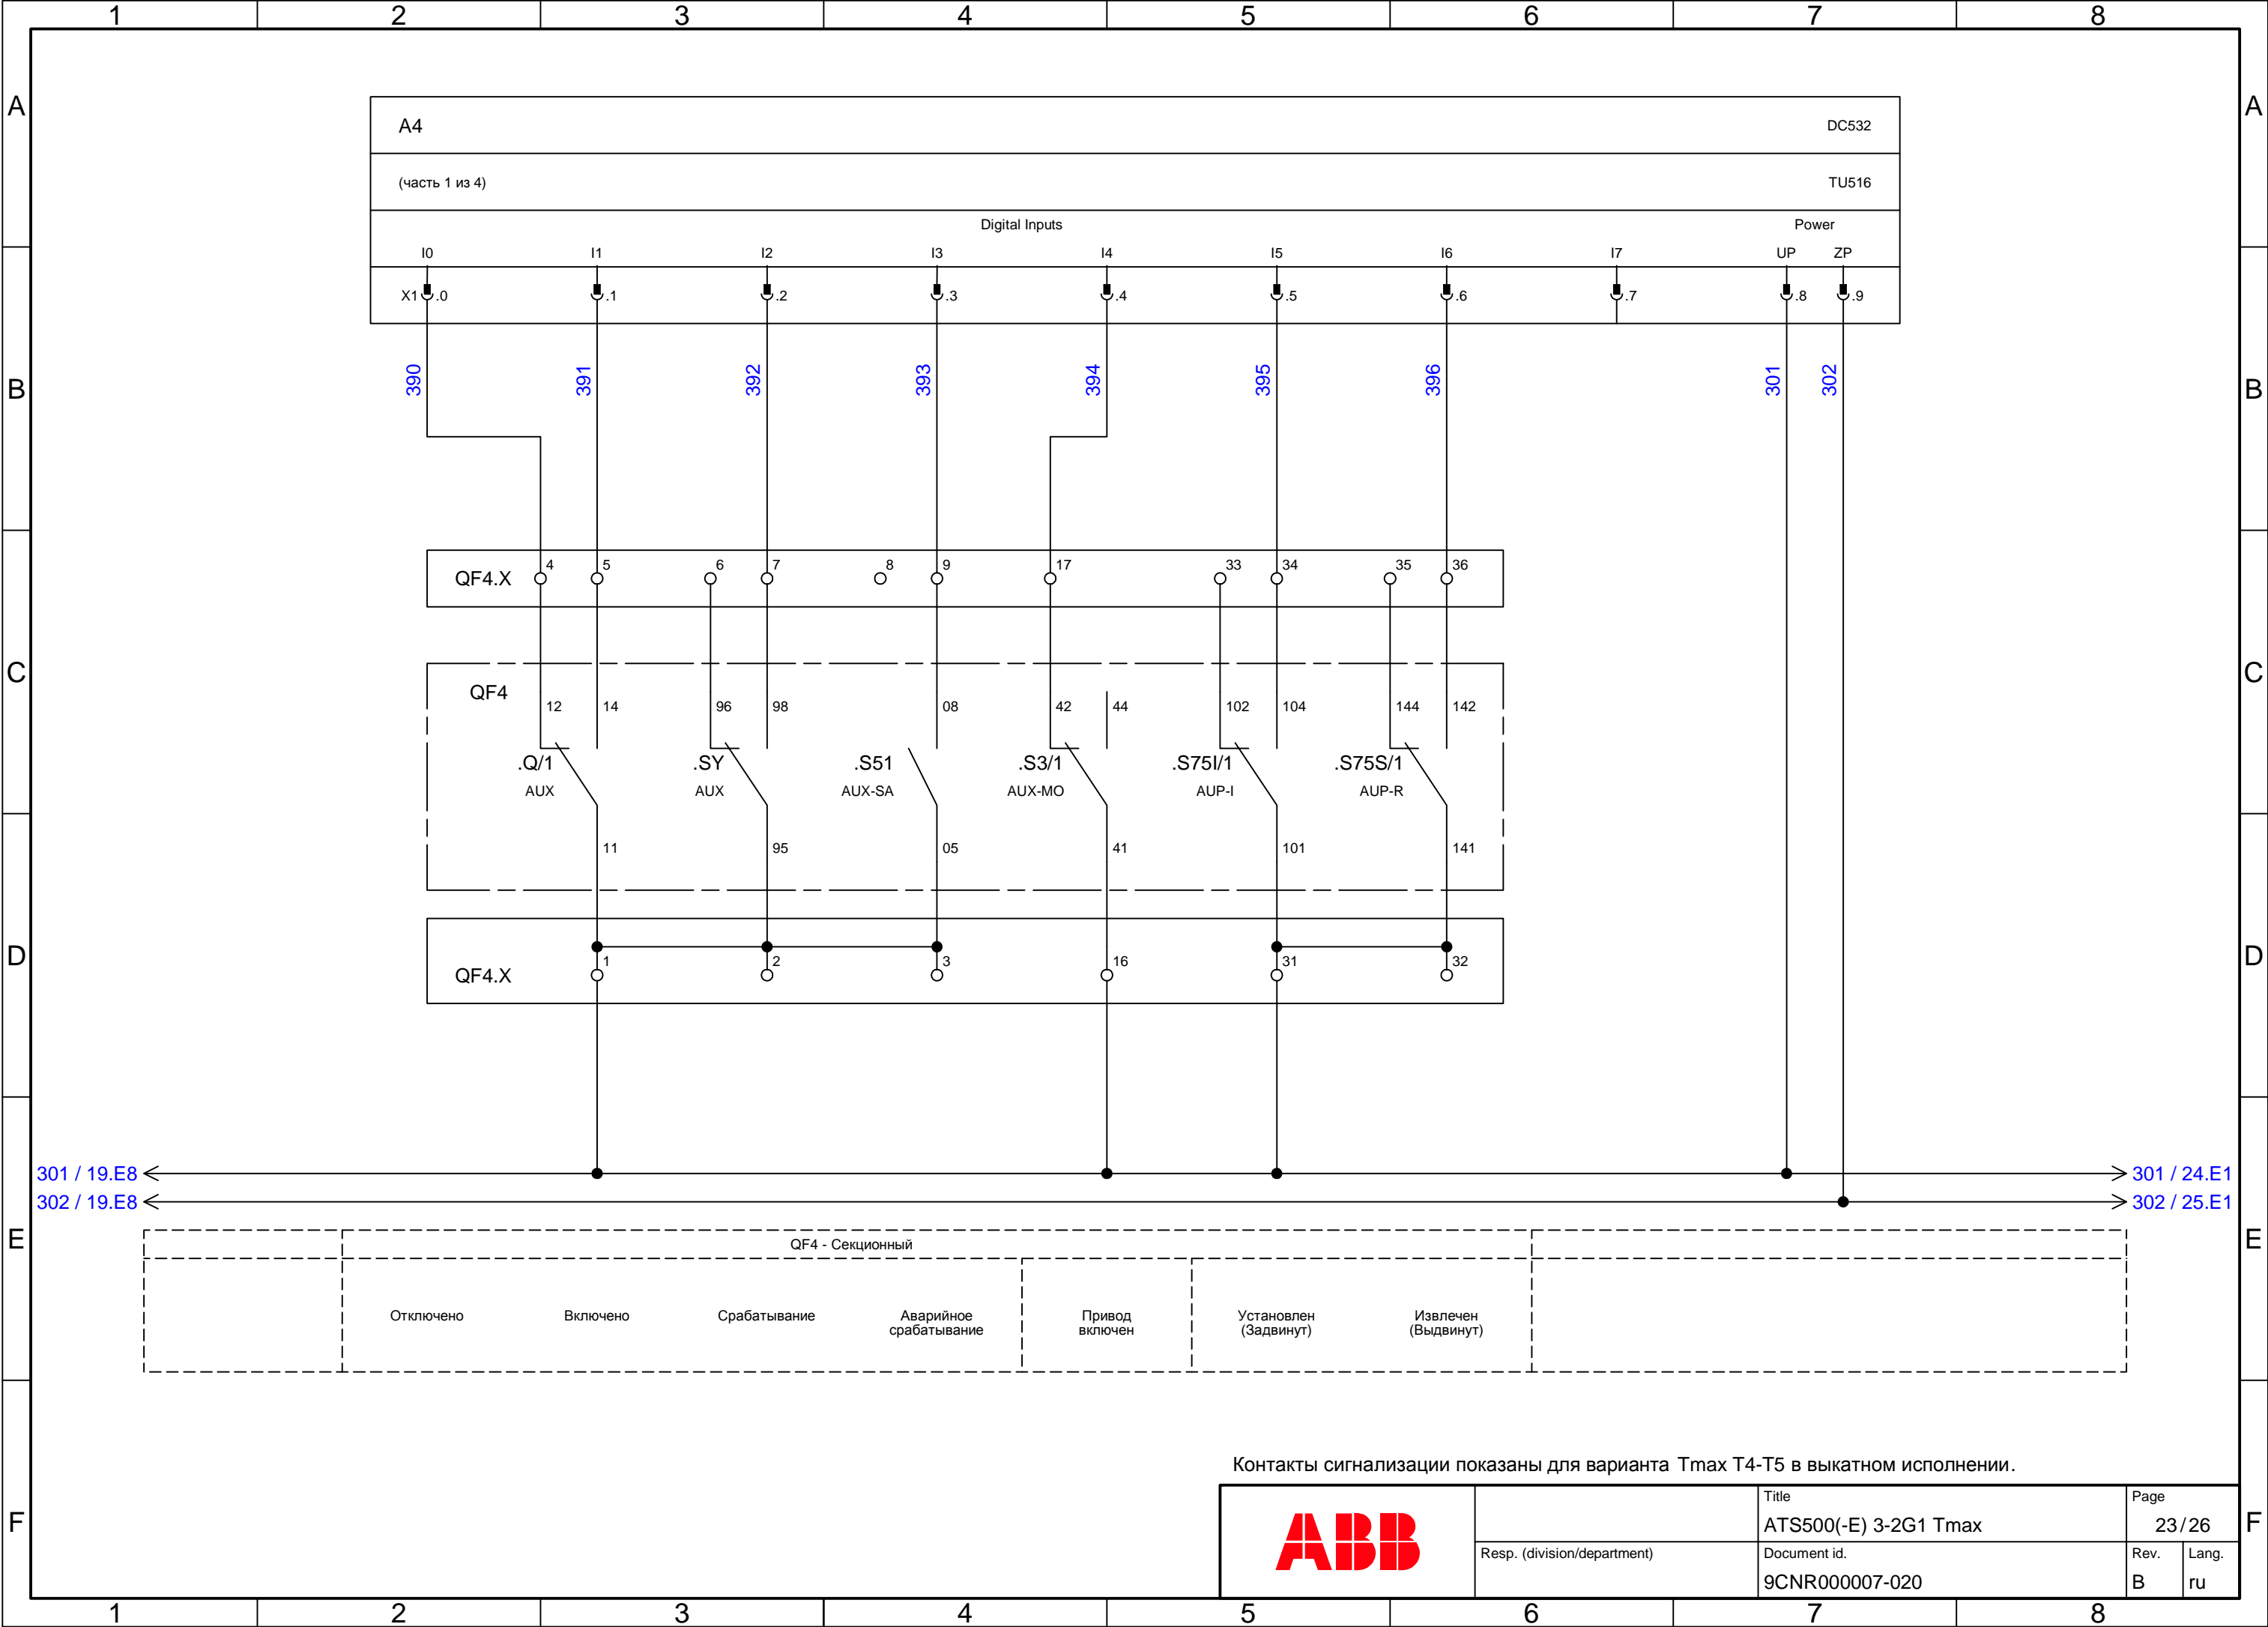 1 2 3 4 5 6 7 8
A A
A4 DC532
(часть 1 из 4) TU516
Digital Inputs Power
I0 I1 I2 I3 I4 I5 I6 I7 UP ZP
X1 .0 .1 .2 .3 .4 .5 .6 .7 .8 .9
390 391 392 393 394 395 396 301 302
B B
QF4.X 4 5 6 7 8 9 17 33 34 35 36
C C
QF4
12 14 96 98 08 42 44 102 104 144 142
.Q/1 .SY .S51 .S3/1 .S75I/1 .S75S/1
AUX AUX AUX-SA AUX-MO AUP-I AUP-R
11 95 05 41 101 141
D D
QF4.X 1 2 3 16 31 32
301 / 19.E8 301 / 24.E1
302 / 19.E8 302 / 25.E1
E E
QF4 - Секционный
Отключено Включено Срабатывание Аварийное Привод Установлен Извлечен
срабатывание включен (Задвинут) (Выдвинут)
Контакты сигнализации показаны для варианта Tmax T4-T5 в выкатном исполнении.
F F
ABB
Title Page
ATS500(-E) 3-2G1 Tmax 23/26
Resp. (division/department) Document id. Rev. Lang.
9CNR000007-020 B ru
1 2 3 4 5 6 7 8